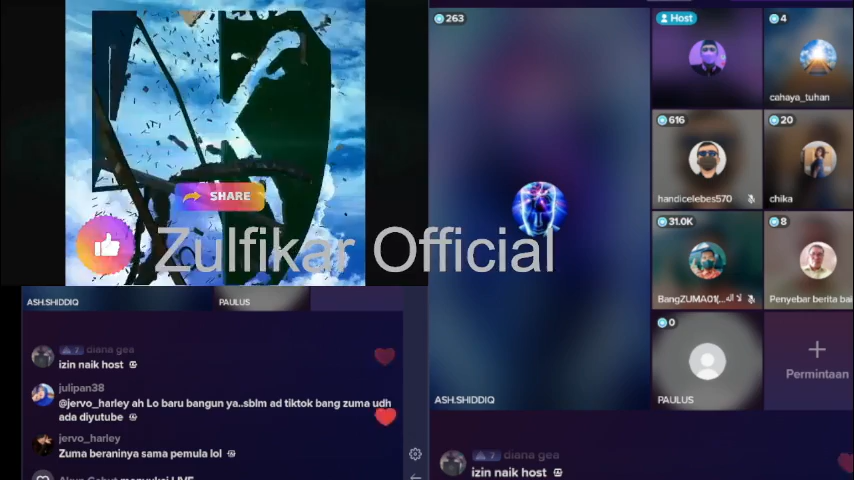 SHARE
Zulfikar Official
ASH.SHIDDIQ
PAULUS
diana gea
izin naik host
julipan38
@jervo_harley ah Lo baru bangun ya..sblm ad tiktok bang zuma udh
ada diyutube
jervo_harley
Zuma beraninya sama pemula lol
263
Host
4
cahaya_tuhan
616
handicelebes570
20
chika
31.0K
BangZUMA01(..
8
Penyebar berita bai
0
PAULUS
Permintaan
ASH.SHIDDIQ
diana gea
izin naik host